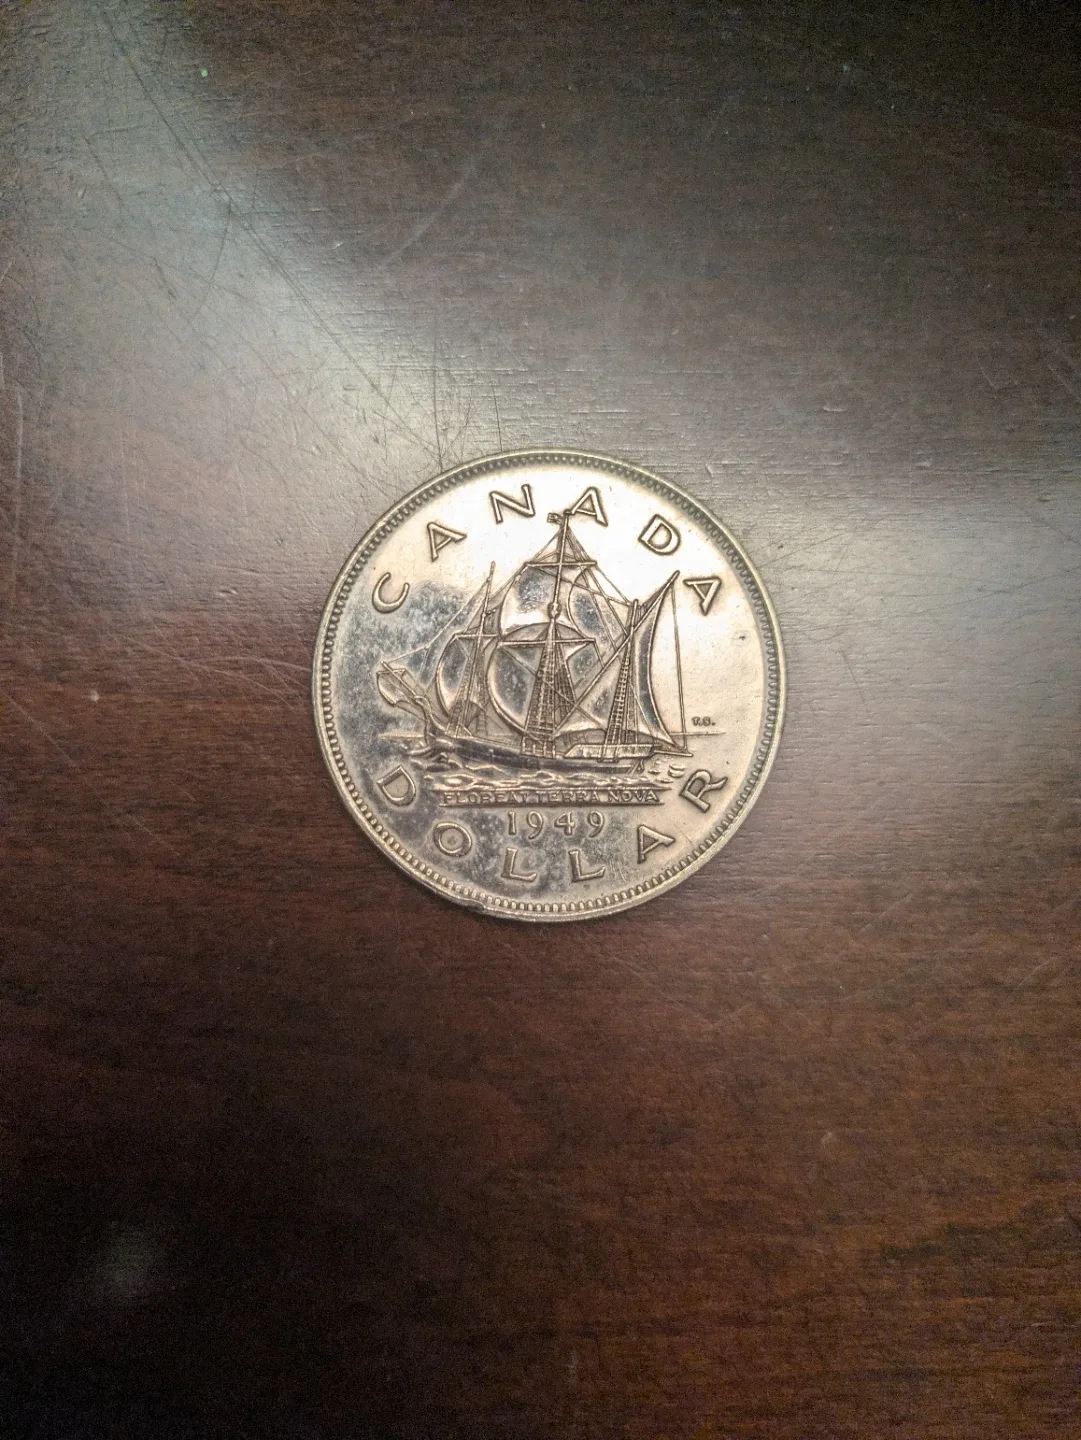 CANADA
T.S.
FLOREAT TERRA NOVA
1949
DOLLAR